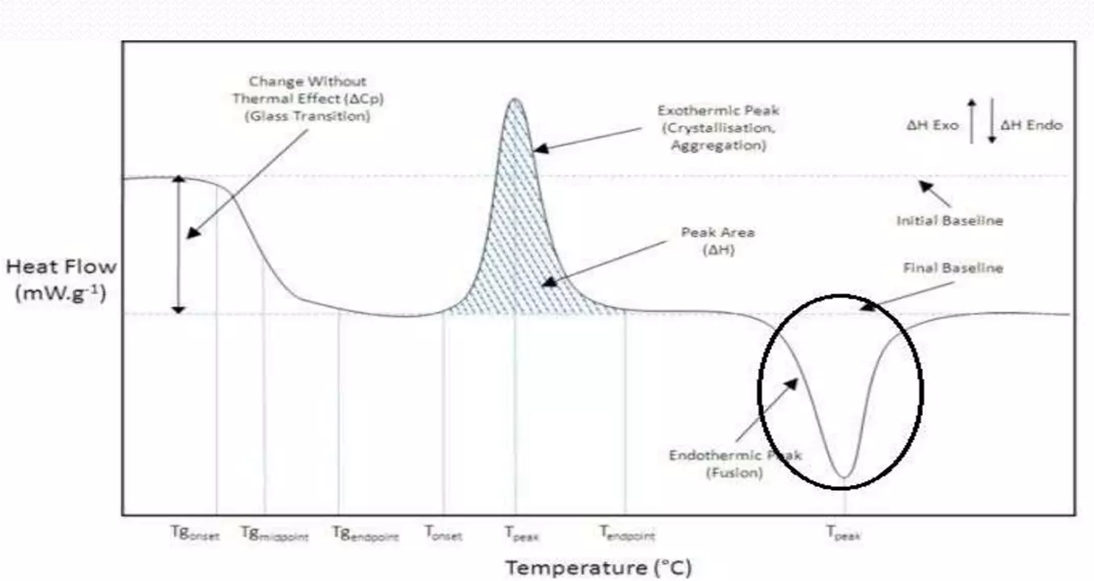 Change Without
Thermal Effect (ΔCp)
(Glass Transition)
Exothermic Peak
(Crystallisation,
Aggregation)
ΔH Exo
ΔH Endo
Initial Baseline
Peak Area
(ΔH)
Final Baseline
Heat Flow
(mW.g⁻¹)
Endothermic Peak
(Fusion)
Tgonset
Tgmidpoint
Tgendpoint
Tonset
Tpeak
Tendpoint
Tpeak
Temperature (°C)